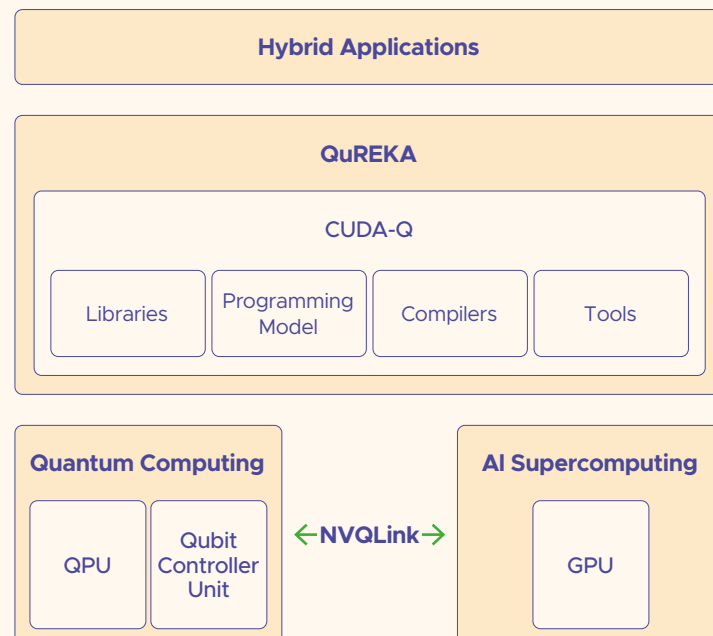 Hybrid Applications
QuREKA
CUDA-Q
Libraries
Programming
Model
Compilers
Tools
Quantum Computing
QPU
Qubit
Controller
Unit
NVQLink
AI Supercomputing
GPU